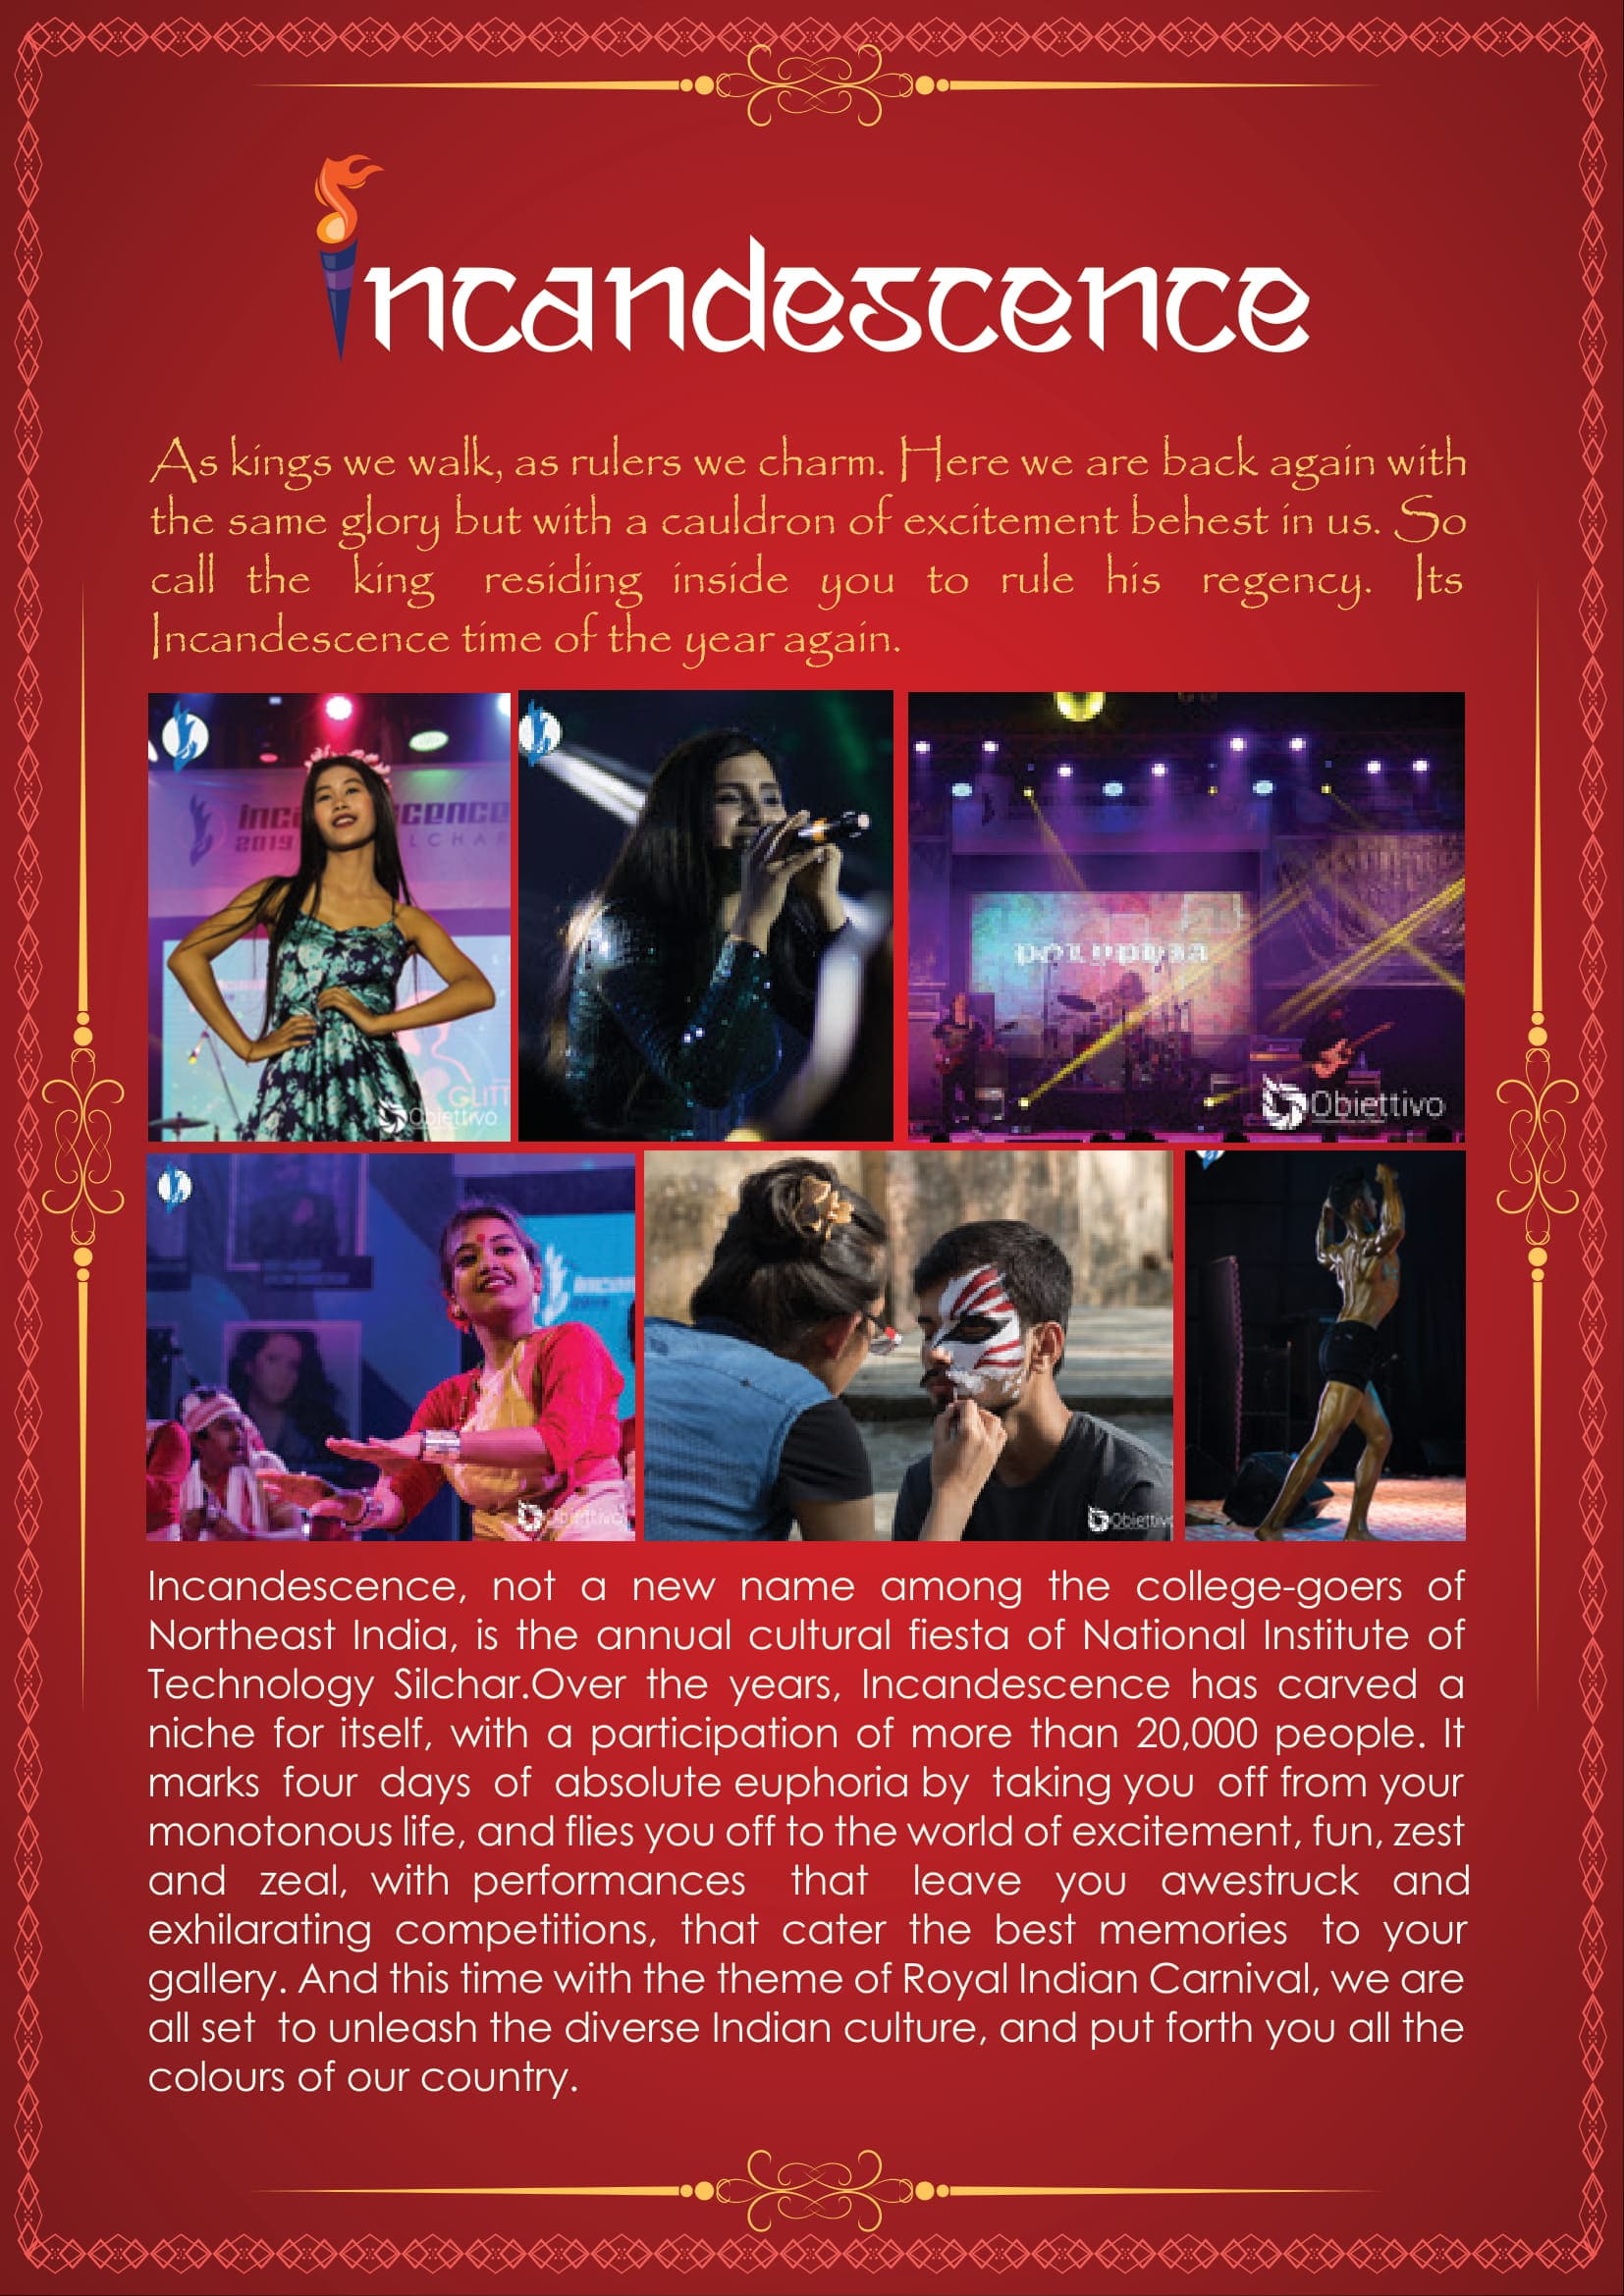 incandescence
As kings we walk, as rulers we charm. Here we are back again with
the same glory but with a cauldron of excitement behest in us. So
call the king residing inside you to rule his regency. Its
Incandescence time of the year again.
2019
GLIT
Obiettivo
POLYPHIA
Obiettivo
Obiettivo
Obiettivo
Incandescence, not a new name among the college-goers of
Northeast India, is the annual cultural fiesta of National Institute of
Technology Silchar.Over the years, Incandescence has carved a
niche for itself, with a participation of more than 20,000 people. It
marks four days of absolute euphoria by taking you off from your
monotonous life, and flies you off to the world of excitement, fun, zest
and zeal, with performances that leave you awestruck and
exhilarating competitions, that cater the best memories to your
gallery. And this time with the theme of Royal Indian Carnival, we are
all set to unleash the diverse Indian culture, and put forth you all the
colours of our country.